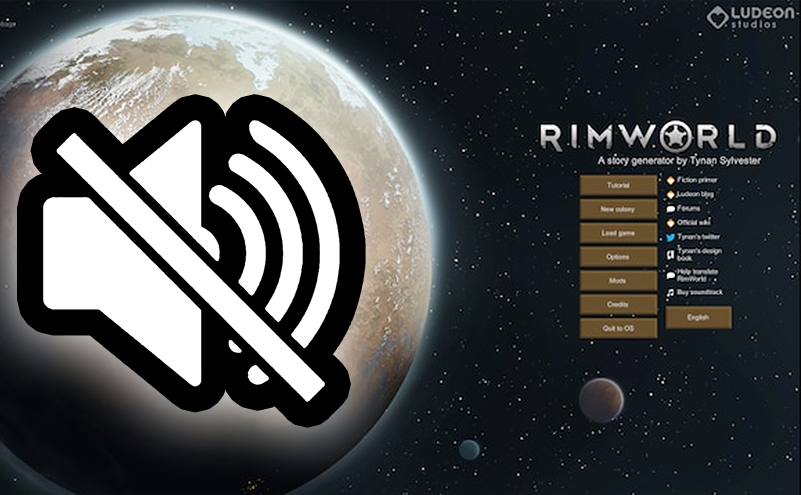 LUDEON
studios
RIMWORLD
A story generator by Tynan Sylvester
Tutorial
New colony
Load game
Options
Mods
Credits
Quit to OS
Fiction primer
Ludeon blog
Forums
Official wiki
Tynan's twitter
Tynan's design
book
Help translate
RimWorld
Buy soundtrack
English